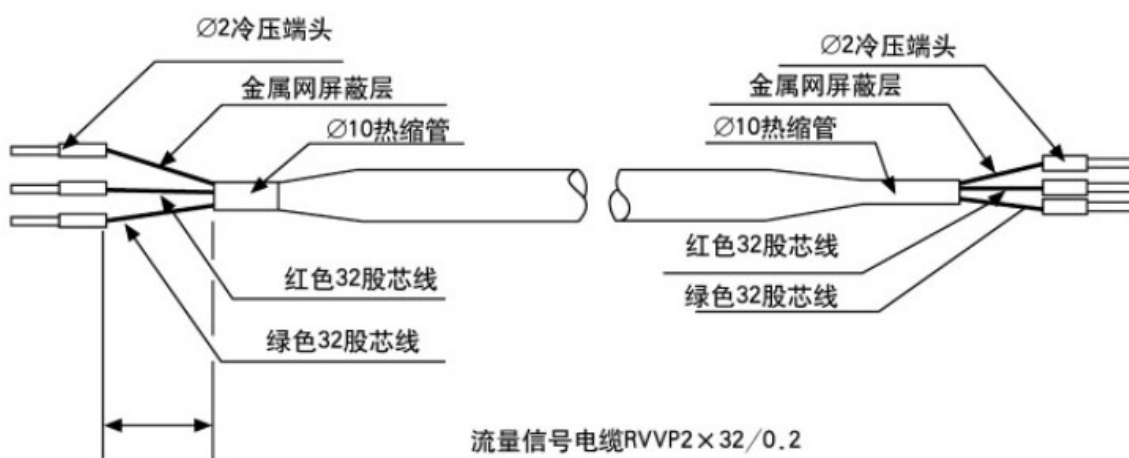 ∅2冷压端头
金属网屏蔽层
∅10热缩管
红色32股芯线
绿色32股芯线
∅2冷压端头
金属网屏蔽层
∅10热缩管
红色32股芯线
绿色32股芯线
流量信号电缆RVVP2×32/0.2